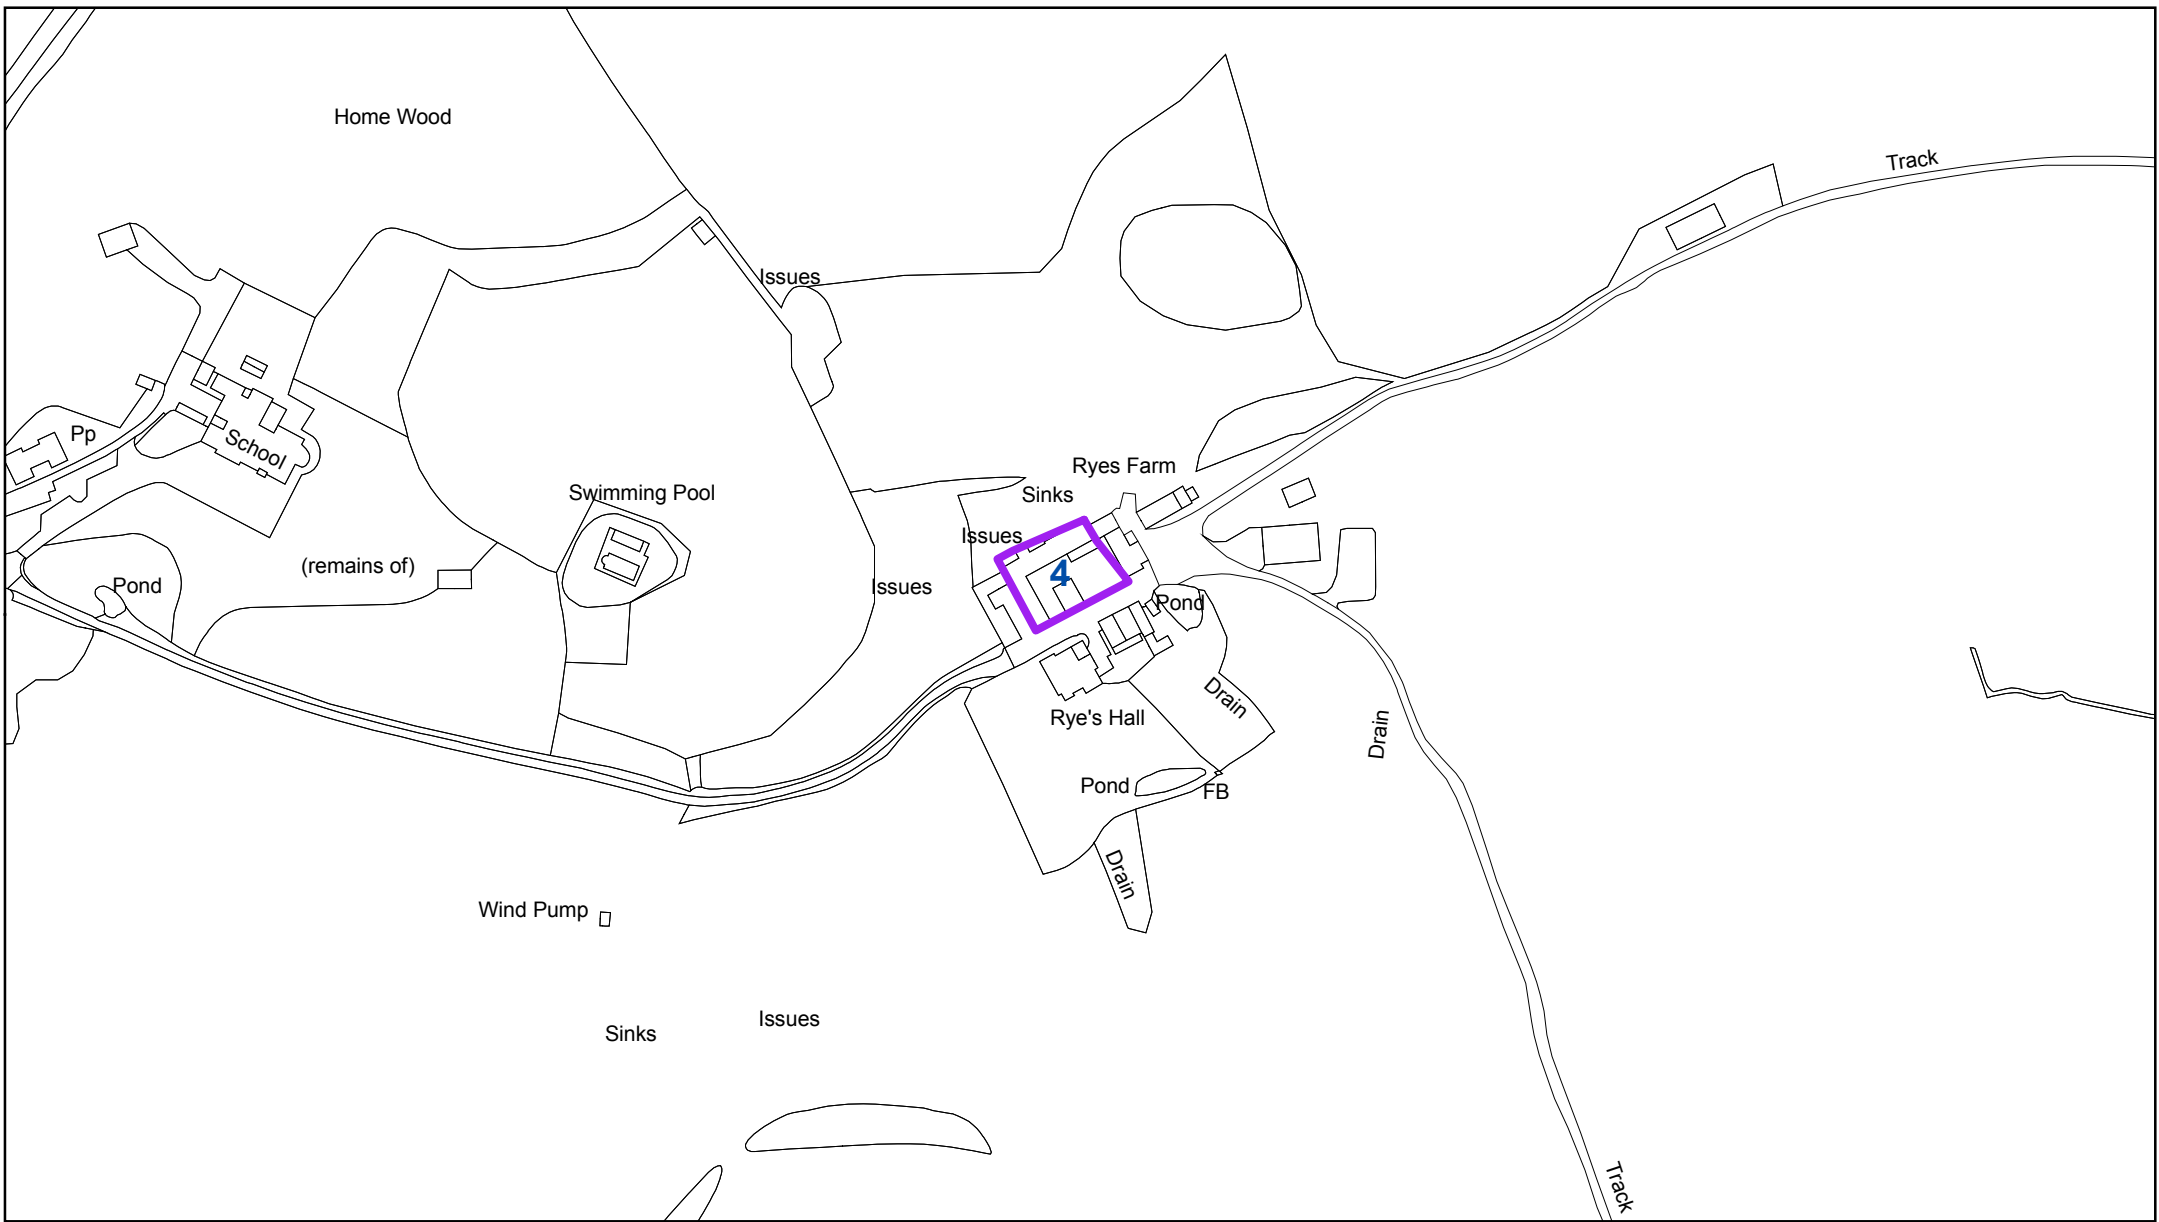 Home Wood
Track
Issues
Pp
School
Ryes Farm
Swimming Pool
Sinks
Issues
(remains of)
4
Pond
Issues
Pond
Drain
Rye's Hall
Drain
Pond
FB
Drain
Wind Pump
Issues
Sinks
Track